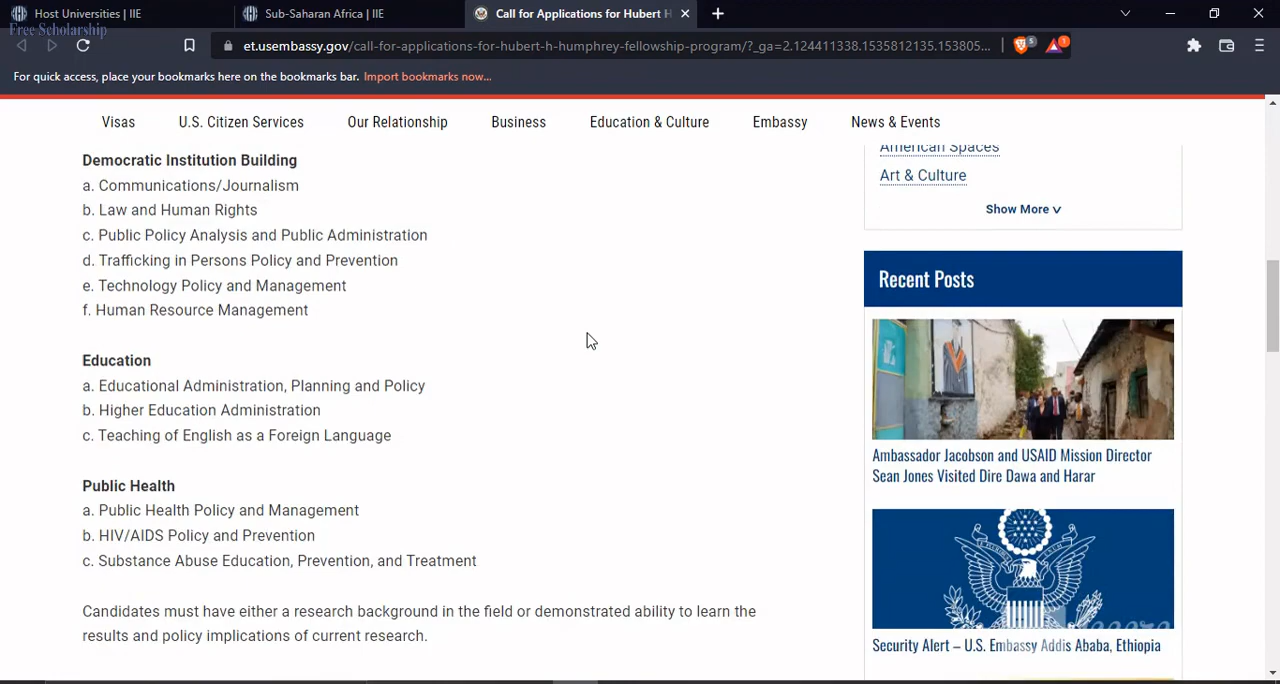 Host Universities | IIE
Sub-Saharan Africa | IIE
Call for Applications for Hubert H
Free Scholarship
et.usembassy.gov/call-for-applications-for-hubert-h-humphrey-fellowship-program/?_ga=2.124411338.1535812135.153805...
5
1
For quick access, place your bookmarks here on the bookmarks bar. Import bookmarks now...
Visas
U.S. Citizen Services
Our Relationship
Business
Education & Culture
Embassy
News & Events
Democratic Institution Building
a. Communications/Journalism
b. Law and Human Rights
c. Public Policy Analysis and Public Administration
d. Trafficking in Persons Policy and Prevention
e. Technology Policy and Management
f. Human Resource Management
Education
a. Educational Administration, Planning and Policy
b. Higher Education Administration
c. Teaching of English as a Foreign Language
Public Health
a. Public Health Policy and Management
b. HIV/AIDS Policy and Prevention
c. Substance Abuse Education, Prevention, and Treatment
Candidates must have either a research background in the field or demonstrated ability to learn the
results and policy implications of current research.
American Spaces
Art & Culture
Show More
Recent Posts
Ambassador Jacobson and USAID Mission Director
Sean Jones Visited Dire Dawa and Harar
Security Alert – U.S. Embassy Addis Ababa, Ethiopia